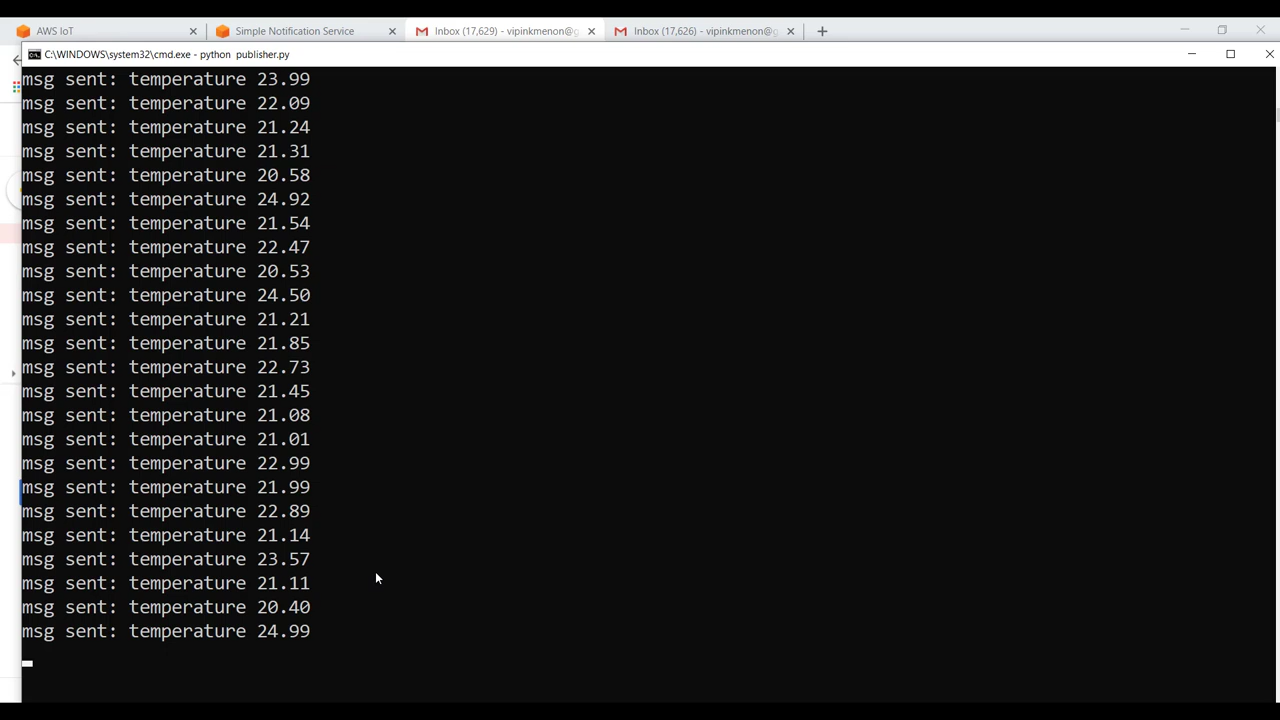 AWS IoT
Simple Notification Service
Inbox (17,629) - vipinkmenon@g
Inbox (17,626) - vipinkmenon@g
C:\WINDOWS\system32\cmd.exe - python  publisher.py
msg sent: temperature 23.99
msg sent: temperature 22.09
msg sent: temperature 21.24
msg sent: temperature 21.31
msg sent: temperature 20.58
msg sent: temperature 24.92
msg sent: temperature 21.54
msg sent: temperature 22.47
msg sent: temperature 20.53
msg sent: temperature 24.50
msg sent: temperature 21.21
msg sent: temperature 21.85
msg sent: temperature 22.73
msg sent: temperature 21.45
msg sent: temperature 21.08
msg sent: temperature 21.01
msg sent: temperature 22.99
msg sent: temperature 21.99
msg sent: temperature 22.89
msg sent: temperature 21.14
msg sent: temperature 23.57
msg sent: temperature 21.11
msg sent: temperature 20.40
msg sent: temperature 24.99